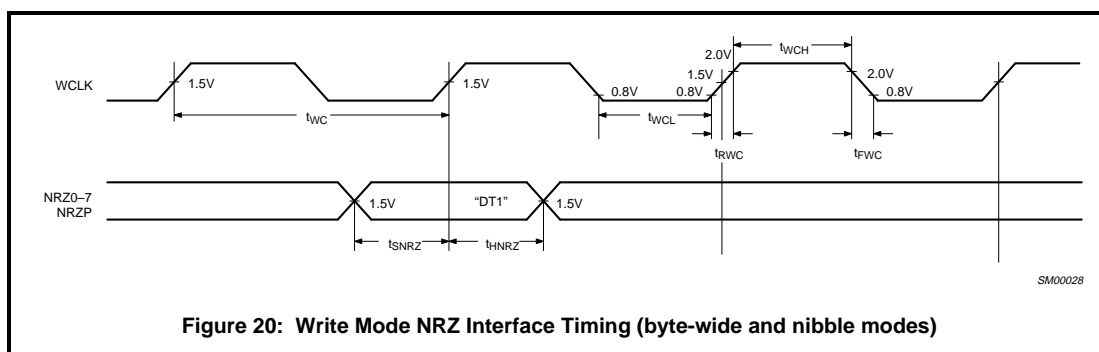 WCLK
1.5V
1.5V
0.8V
0.8V
1.5V
2.0V
tWCH
2.0V
0.8V
tWC
tWCL
tRWC
tFWC
NRZ0–7
NRZP
1.5V
“DT1”
1.5V
tSNRZ
tHNRZ
SM00028
Figure 20: Write Mode NRZ Interface Timing (byte-wide and nibble modes)